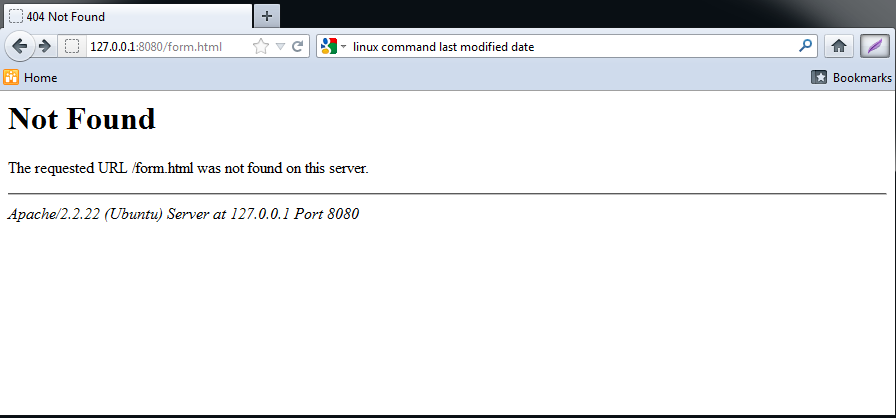 404 Not Found
127.0.0.1:8080/form.html
linux command last modified date
Home
Bookmarks
Not Found
The requested URL /form.html was not found on this server.
Apache/2.2.22 (Ubuntu) Server at 127.0.0.1 Port 8080